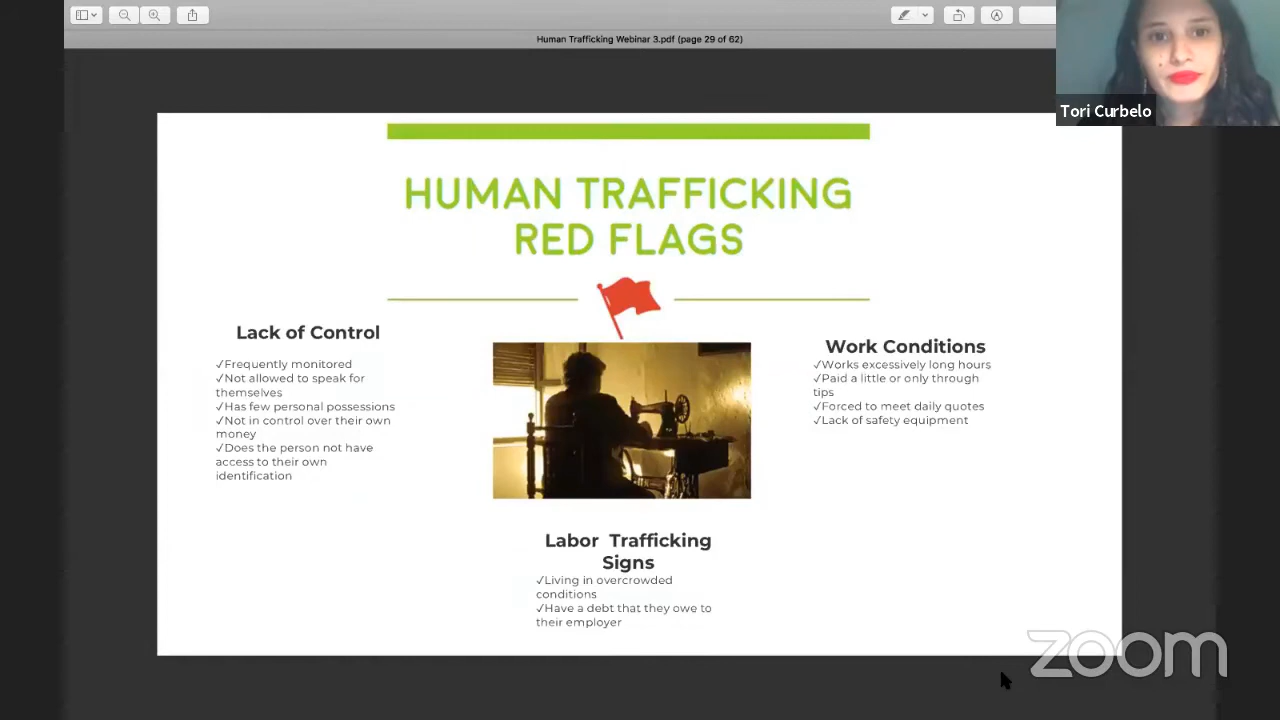 Human Trafficking Webinar 3.pdf (page 29 of 62)
Tori Curbelo
HUMAN TRAFFICKING
RED FLAGS
Lack of Control
✓Frequently monitored
✓Not allowed to speak for
themselves
✓Has few personal possessions
✓Not in control over their own
money
✓Does the person not have
access to their own
identification
Work Conditions
✓Works excessively long hours
✓Paid a little or only through
tips
✓Forced to meet daily quotes
✓Lack of safety equipment
Labor Trafficking
Signs
✓Living in overcrowded
conditions
✓Have a debt that they owe to
their employer
zoom